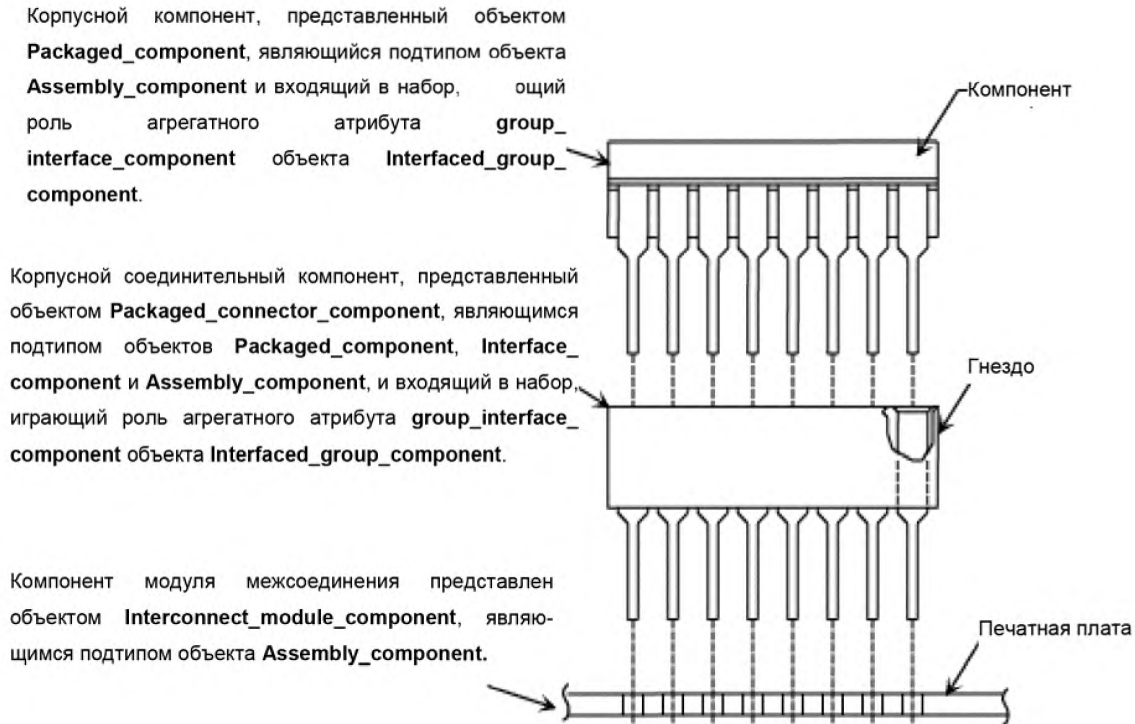 Корпусной компонент, представленный объектом
Packaged_component, являющийся подтипом объекта
Assembly_component и входящий в набор, ющий
роль агрегатного атрибута group_
interface_component объекта Interfaced_group_
component.
Компонент
Корпусной соединительный компонент, представленный
объектом Packaged_connector_component, являющимся
подтипом объектов Packaged_component, Interface_
component и Assembly_component, и входящий в набор,
играющий роль агрегатного атрибута group_interface_
component объекта Interfaced_group_component.
Гнездо
Компонент модуля межсоединения представлен
объектом Interconnect_module_component, являю-
щимся подтипом объекта Assembly_component.
Печатная плата